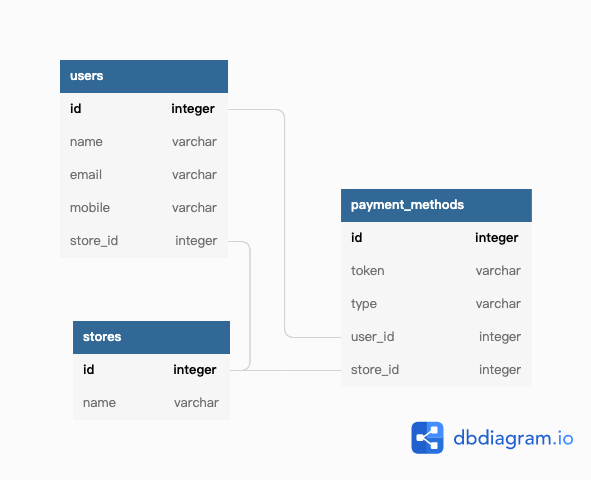 users
id integer
name varchar
email varchar
mobile varchar
store_id integer
stores
id integer
name varchar
payment_methods
id integer
token varchar
type varchar
user_id integer
store_id integer
dbdiagram.io